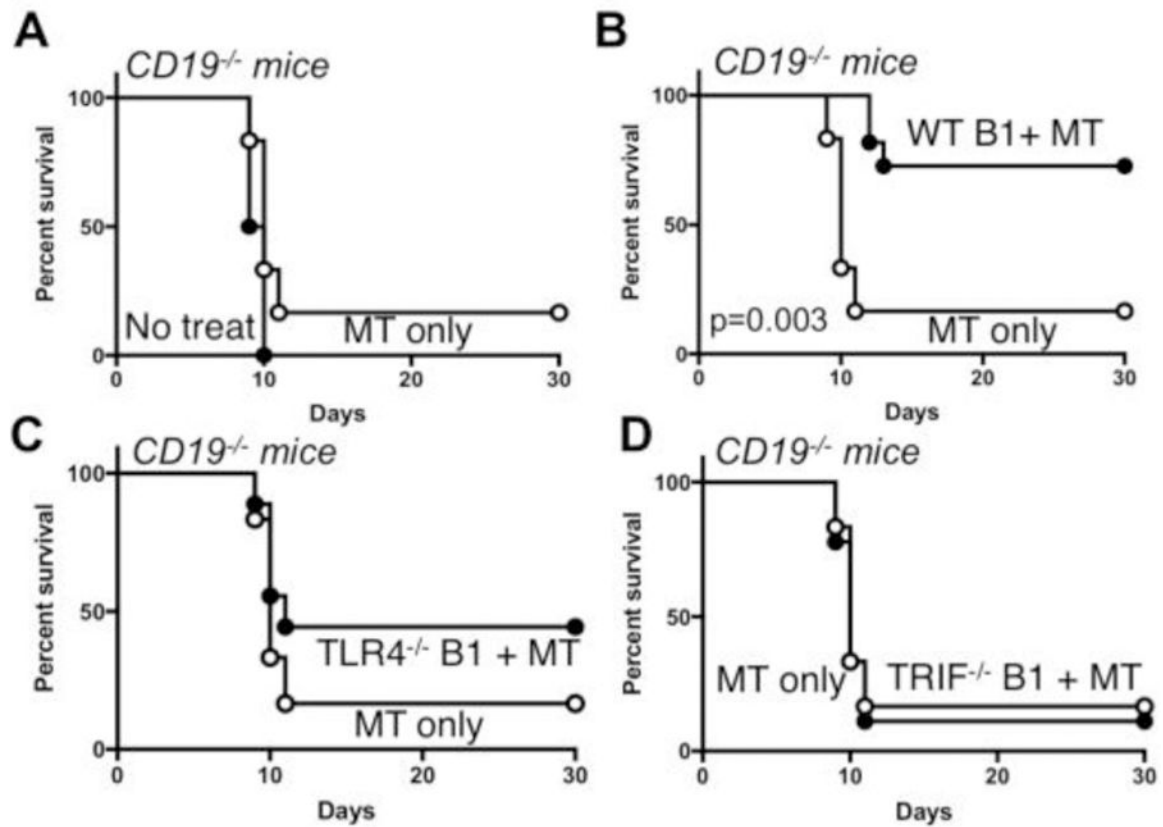 A
CD19-/- mice
Percent survival
100
50
0
No treat
MT only
0 10 20 30
Days
B
CD19-/- mice
Percent survival
100
50
0
WT B1+ MT
p=0.003
MT only
0 10 20 30
Days
C
CD19-/- mice
Percent survival
100
50
0
TLR4-/- B1 + MT
MT only
0 10 20 30
Days
D
CD19-/- mice
Percent survival
100
50
0
MT only
TRIF-/- B1 + MT
0 10 20 30
Days